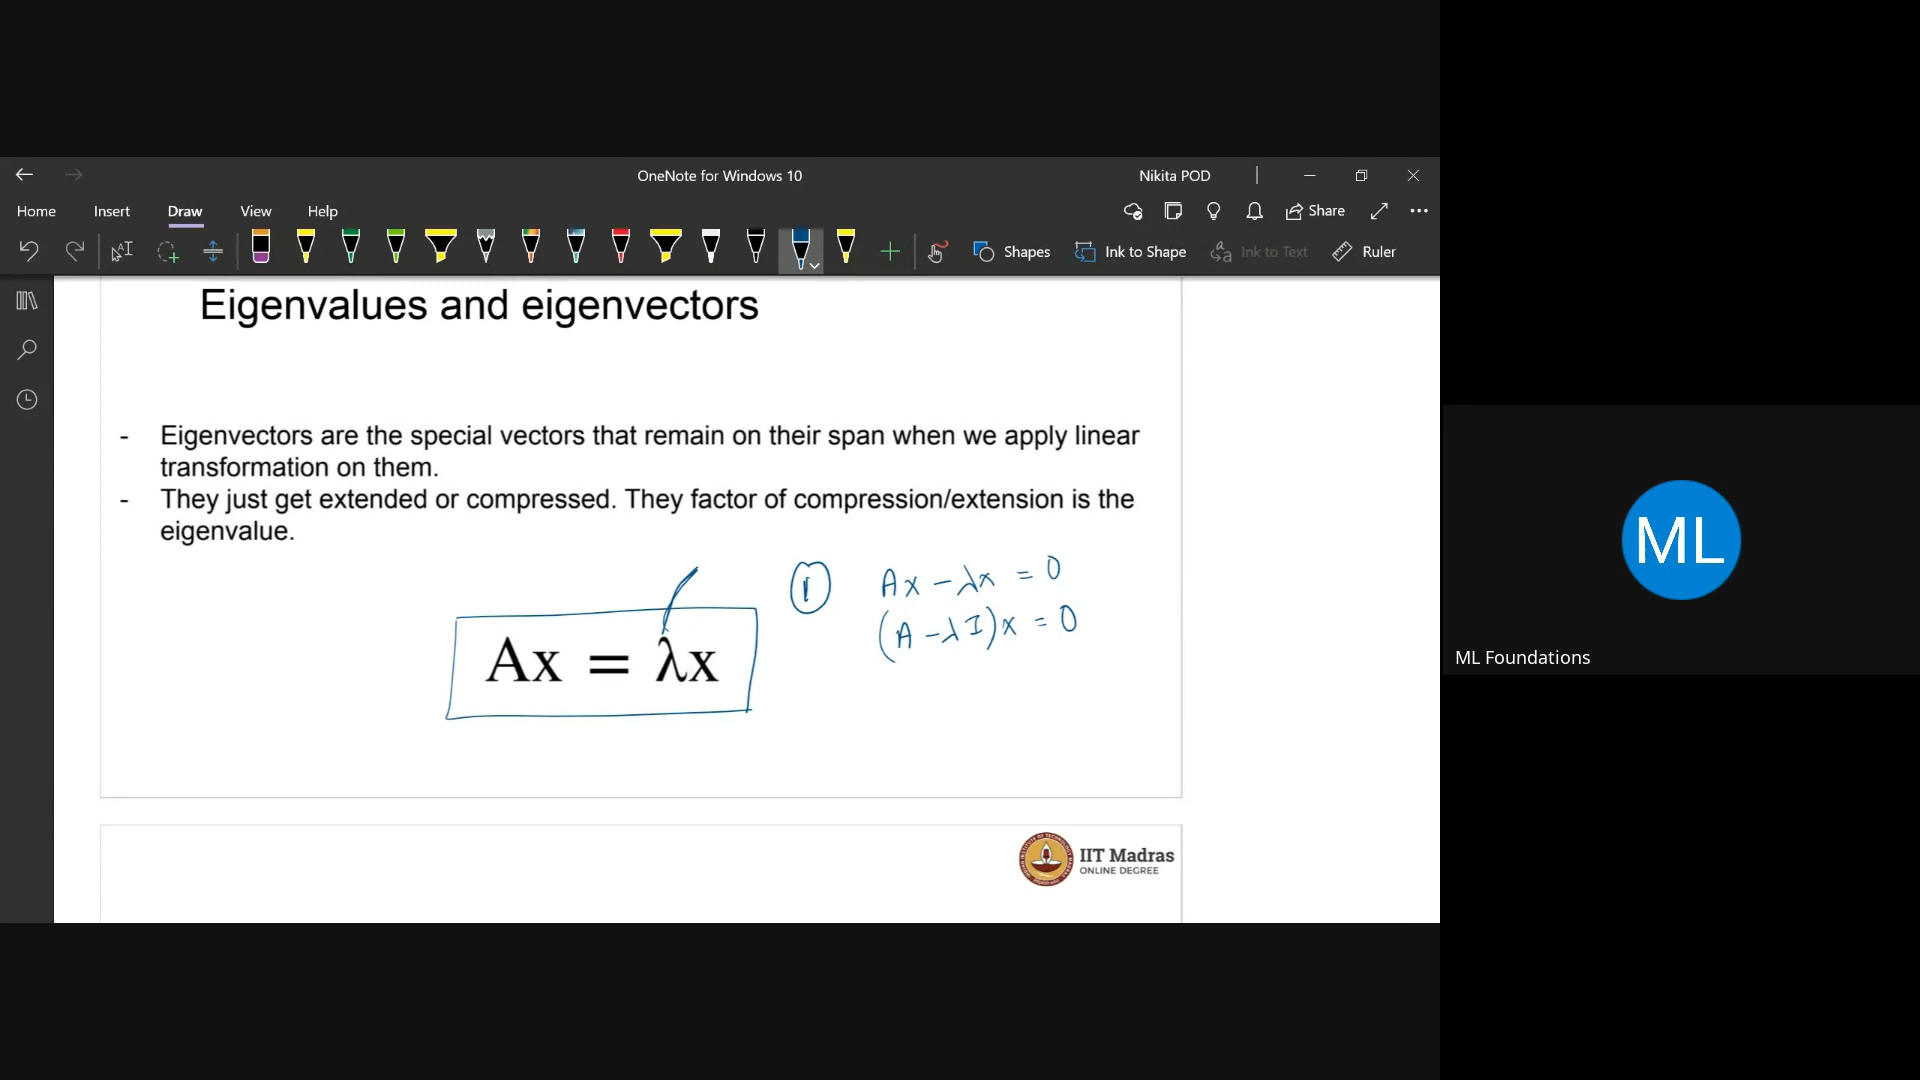 OneNote for Windows 10
Nikita POD
Home Insert Draw View Help
Share
Shapes Ink to Shape Ink to Text Ruler
Eigenvalues and eigenvectors
- Eigenvectors are the special vectors that remain on their span when we apply linear
transformation on them.
- They just get extended or compressed. They factor of compression/extension is the
eigenvalue.
Ax = λx
① Ax - λx = 0
(A - λI)x = 0
IIT Madras
ONLINE DEGREE
ML
ML Foundations